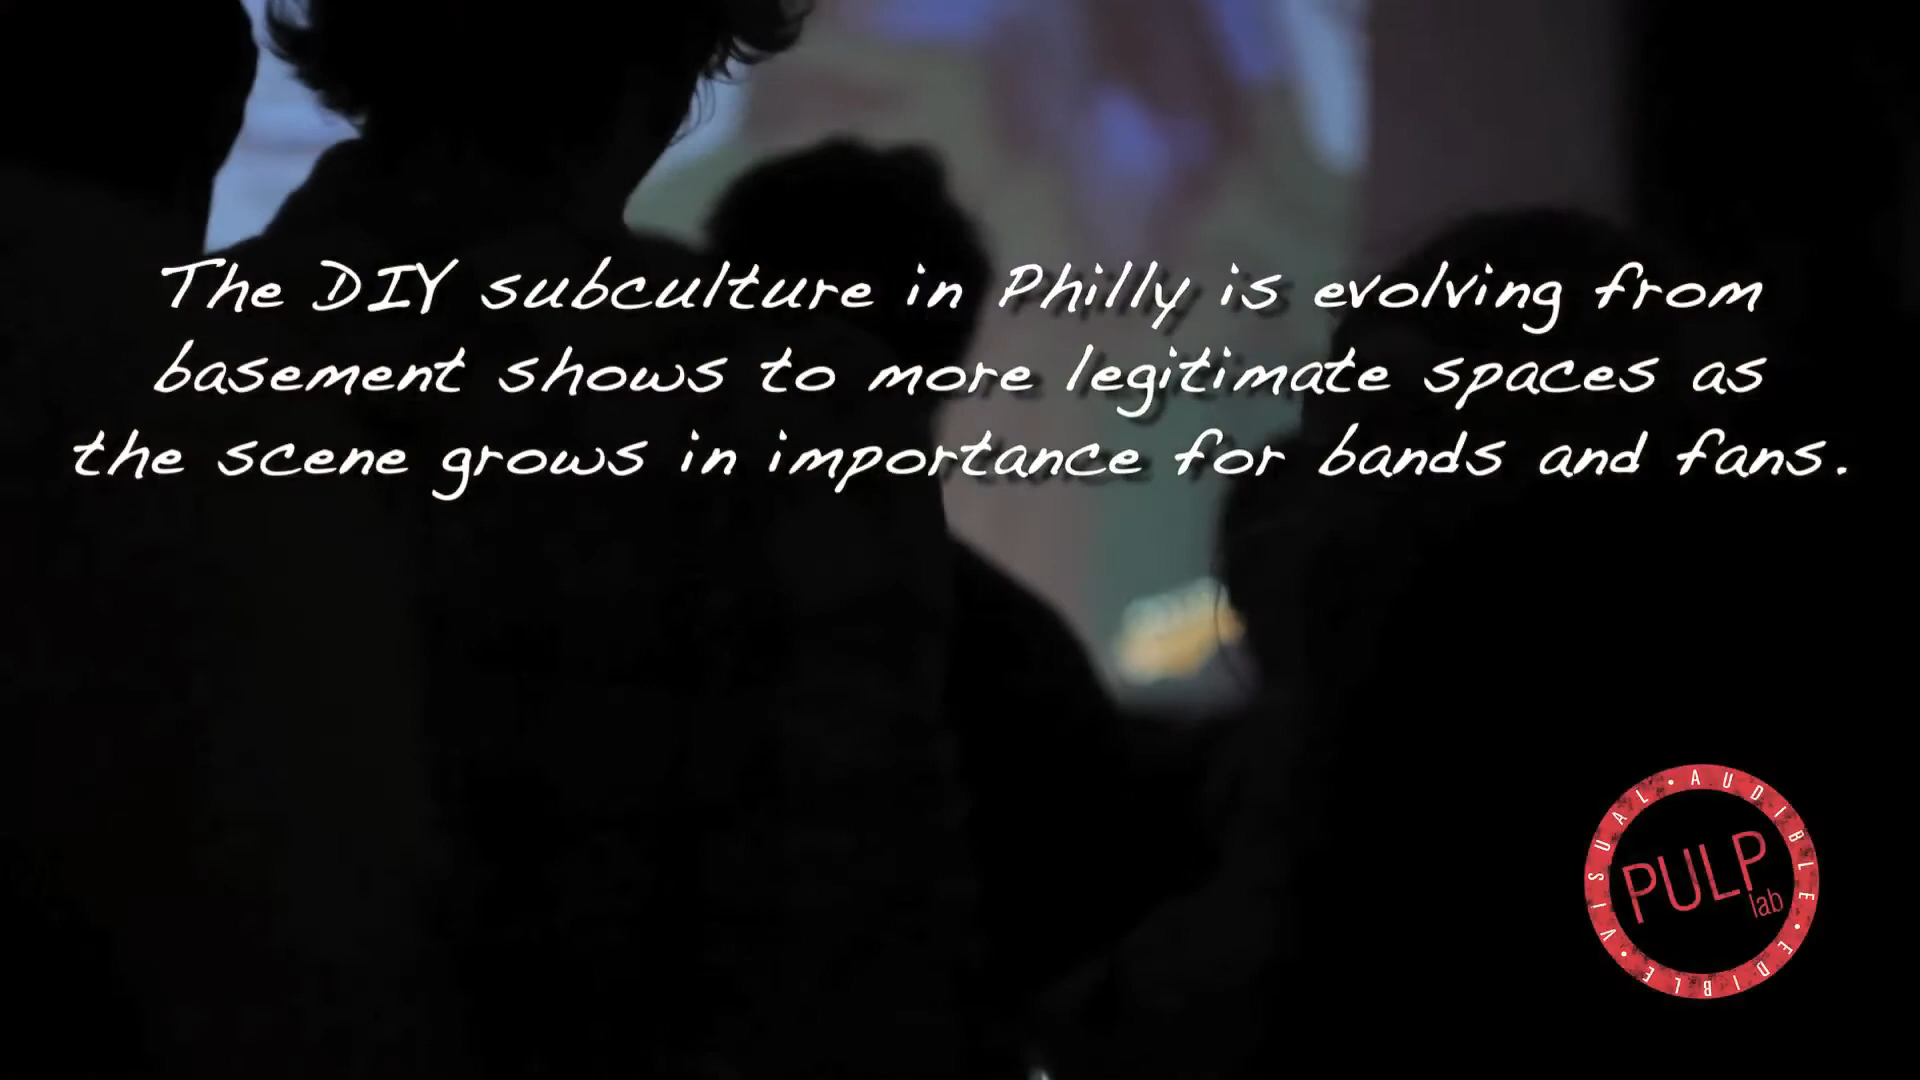 The DIY subculture in Philly is evolving from
basement shows to more legitimate spaces as
the scene grows in importance for bands and fans.
VISUAL • AUDIBLE • EDIBLE •
PULP
lab